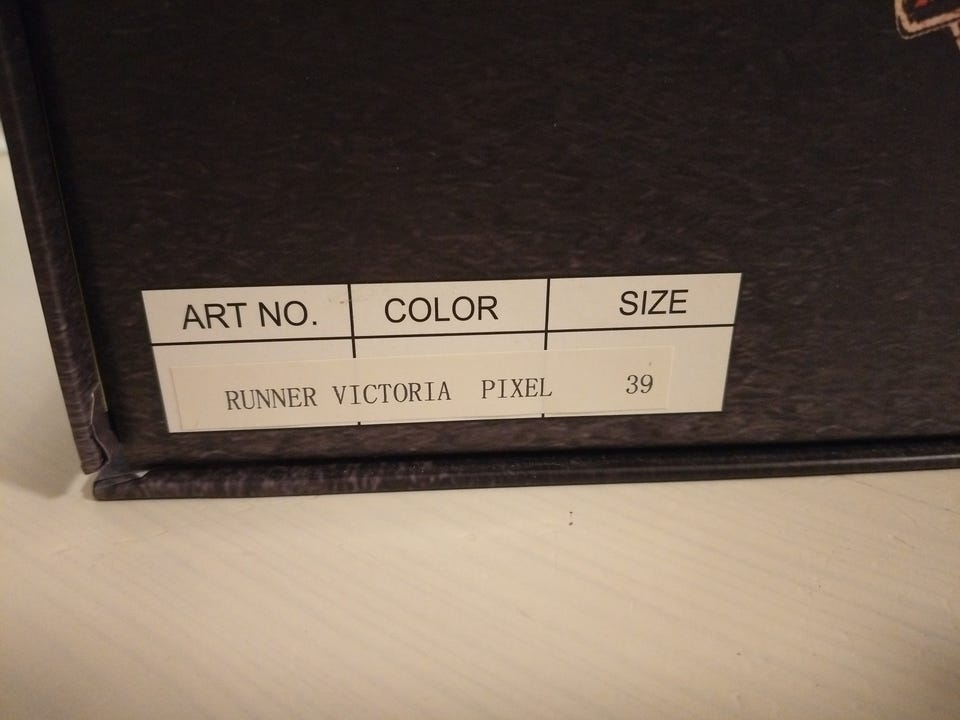 ART NO. COLOR SIZE
RUNNER VICTORIA PIXEL 39